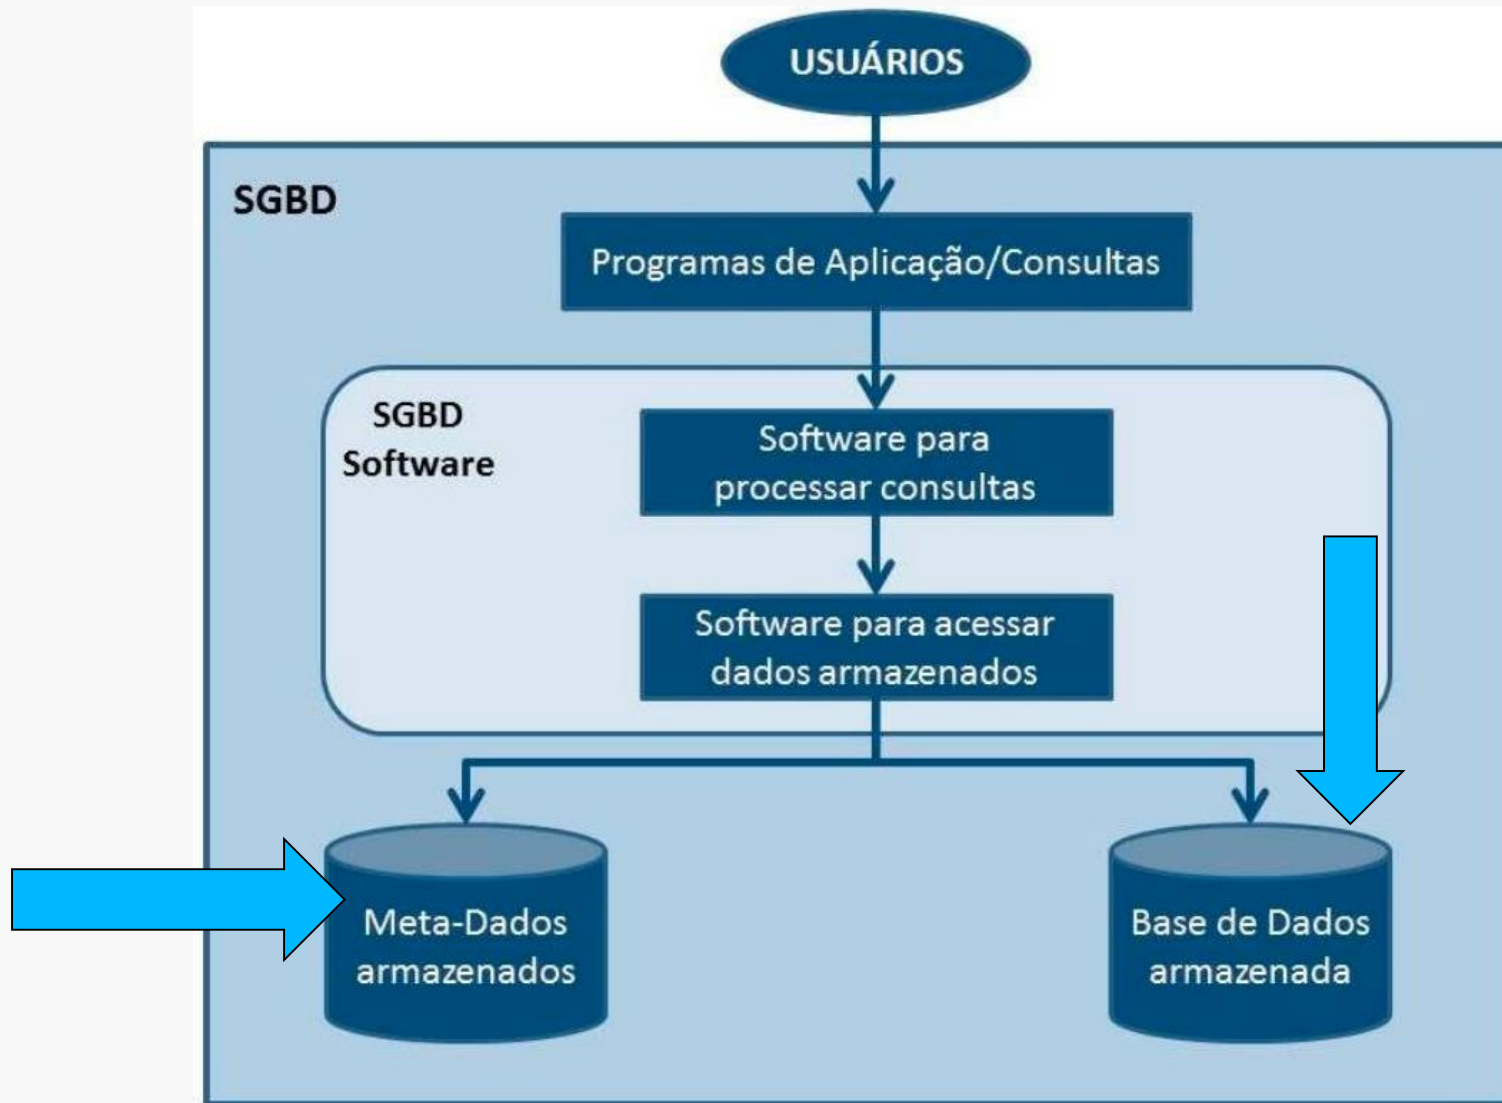 USUÁRIOS
SGBD
Programas de Aplicação/Consultas
SGBD
Software
Software para
processar consultas
Software para acessar
dados armazenados
Meta-Dados
armazenados
Base de Dados
armazenada